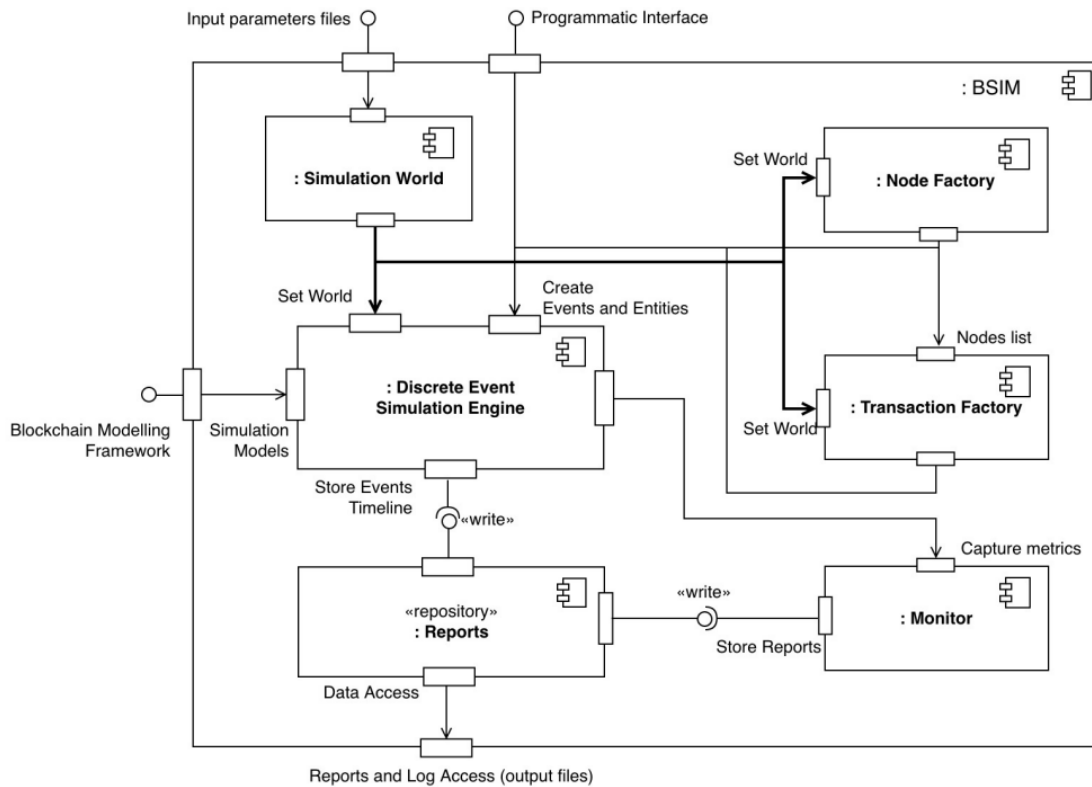 Input parameters files
Programmatic Interface
: BSIM
: Simulation World
Set World
: Node Factory
Set World
Create
Events and Entities
Nodes list
: Discrete Event
Simulation Engine
: Transaction Factory
Set World
Blockchain Modelling
Framework
Simulation
Models
Store Events
Timeline
«write»
Capture metrics
«repository»
: Reports
«write»
Store Reports
: Monitor
Data Access
Reports and Log Access (output files)